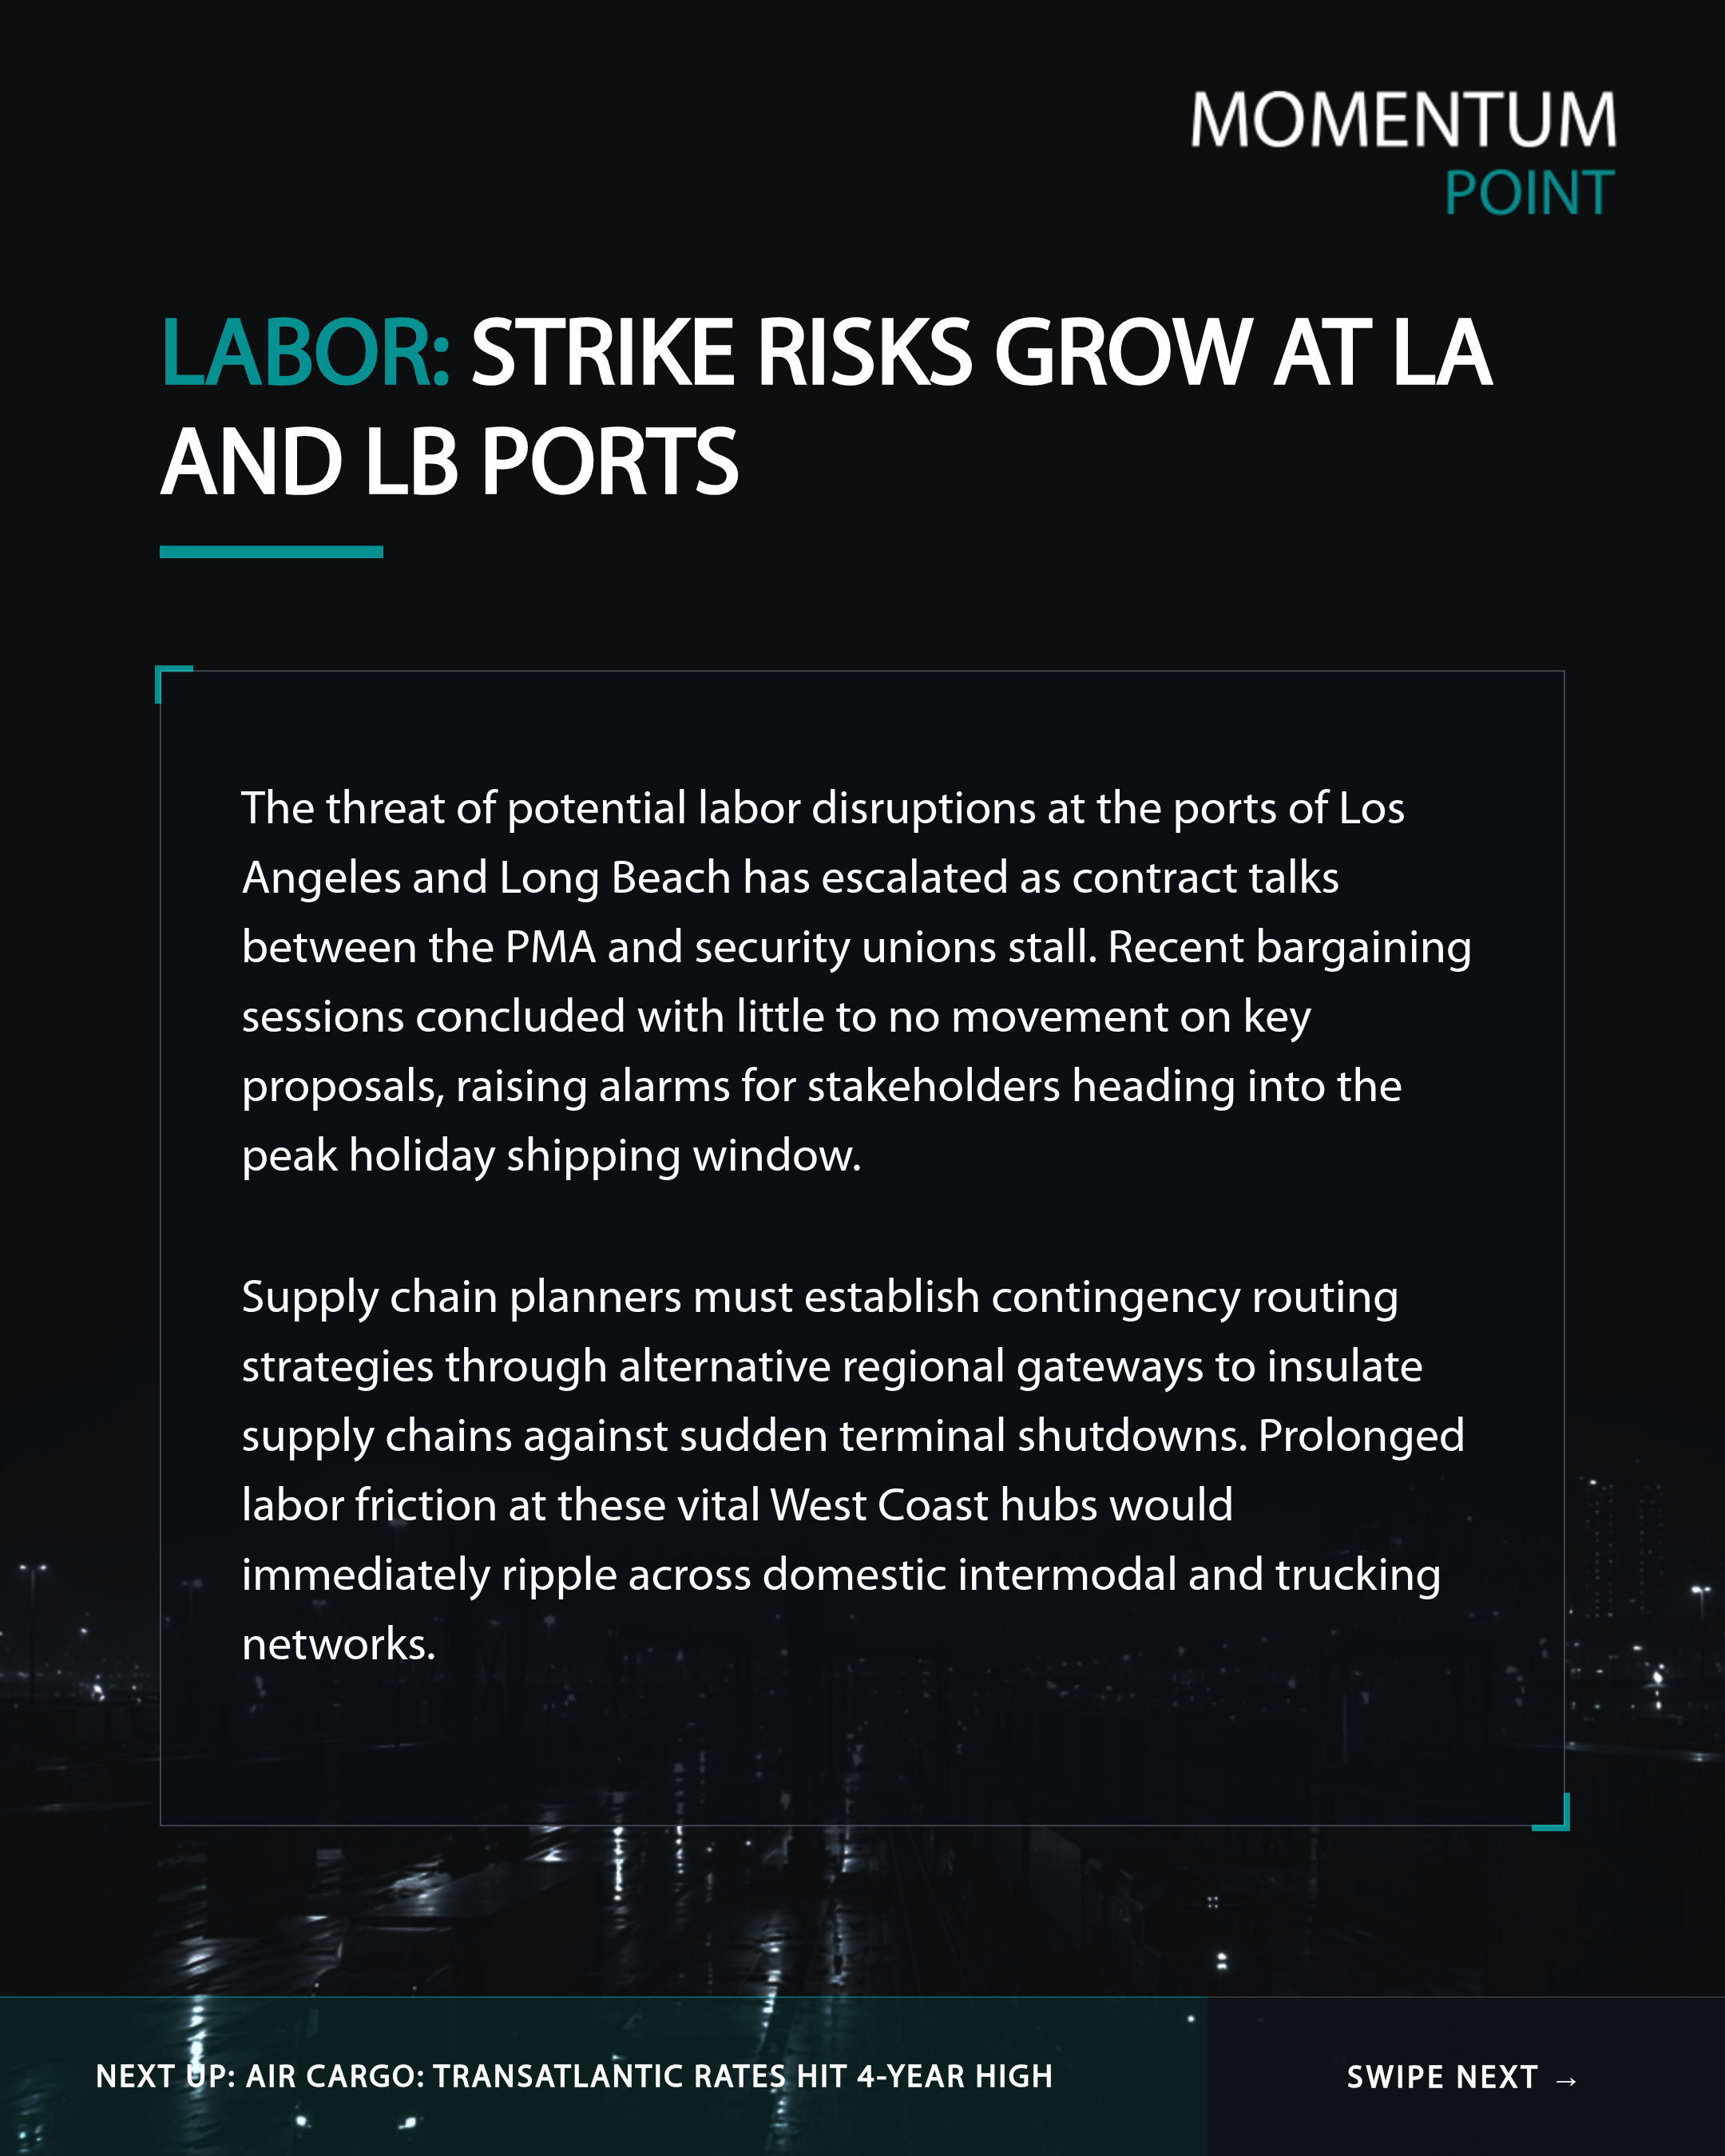 MOMENTUM
POINT
LABOR: STRIKE RISKS GROW AT LA
AND LB PORTS
The threat of potential labor disruptions at the ports of Los
Angeles and Long Beach has escalated as contract talks
between the PMA and security unions stall. Recent bargaining
sessions concluded with little to no movement on key
proposals, raising alarms for stakeholders heading into the
peak holiday shipping window.
Supply chain planners must establish contingency routing
strategies through alternative regional gateways to insulate
supply chains against sudden terminal shutdowns. Prolonged
labor friction at these vital West Coast hubs would
immediately ripple across domestic intermodal and trucking
networks.
NEXT UP: AIR CARGO: TRANSATLANTIC RATES HIT 4-YEAR HIGH
SWIPE NEXT →